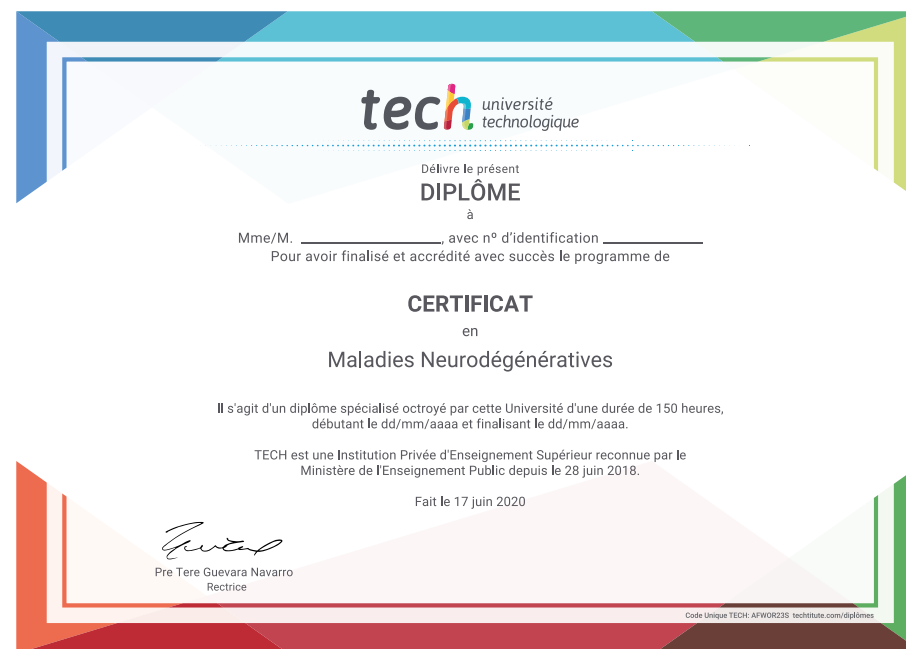 tech université
technologique
Délivre le présent
DIPLÔME
à
Mme/M. ____________________, avec nº d'identification ______________
Pour avoir finalisé et accrédité avec succès le programme de
CERTIFICAT
en
Maladies Neurodégénératives
Il s'agit d'un diplôme spécialisé octroyé par cette Université d'une durée de 150 heures,
débutant le dd/mm/aaaa et finalisant le dd/mm/aaaa.
TECH est une Institution Privée d'Enseignement Supérieur reconnue par le
Ministère de l'Enseignement Public depuis le 28 juin 2018.
Fait le 17 juin 2020
Pre Tere Guevara Navarro
Rectrice
Code Unique TECH: AFWOR23S techtitute.com/diplômes